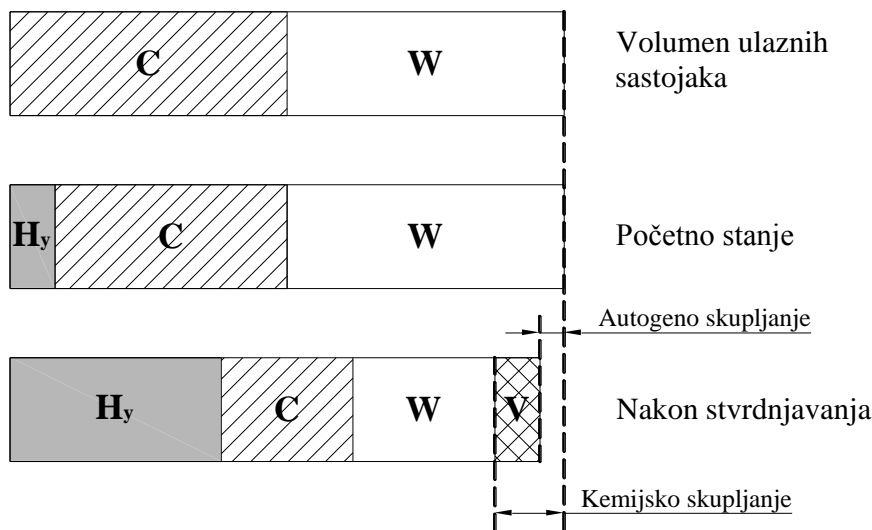 C W Volumen ulaznih
sastojaka
Hy C W Početno stanje
Autogeno skupljanje
Hy C W V Nakon stvrdnjavanja
Kemijsko skupljanje